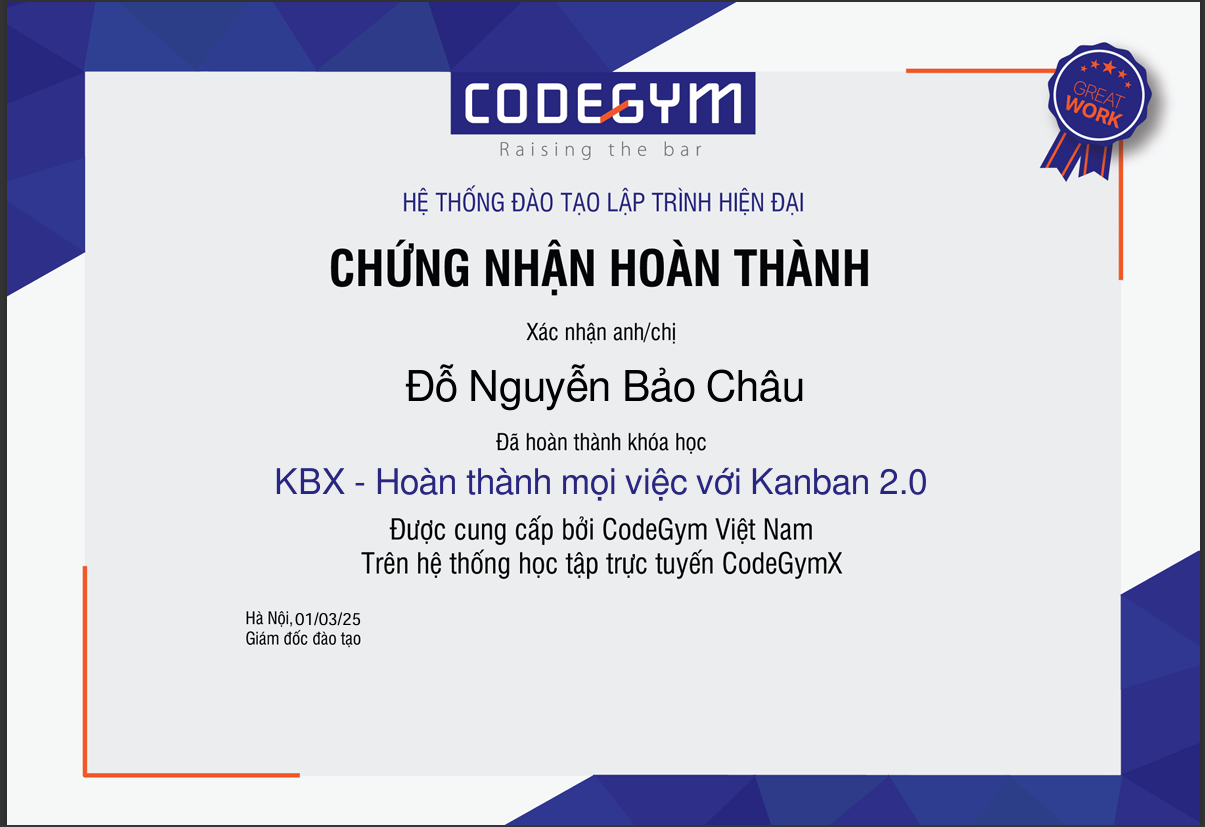 CODEGYM
Raising the bar
GREAT
WORK
HỆ THỐNG ĐÀO TẠO LẬP TRÌNH HIỆN ĐẠI
CHỨNG NHẬN HOÀN THÀNH
Xác nhận anh/chị
Đỗ Nguyễn Bảo Châu
Đã hoàn thành khóa học
KBX - Hoàn thành mọi việc với Kanban 2.0
Được cung cấp bởi CodeGym Việt Nam
Trên hệ thống học tập trực tuyến CodeGymX
Hà Nội, 01/03/25
Giám đốc đào tạo